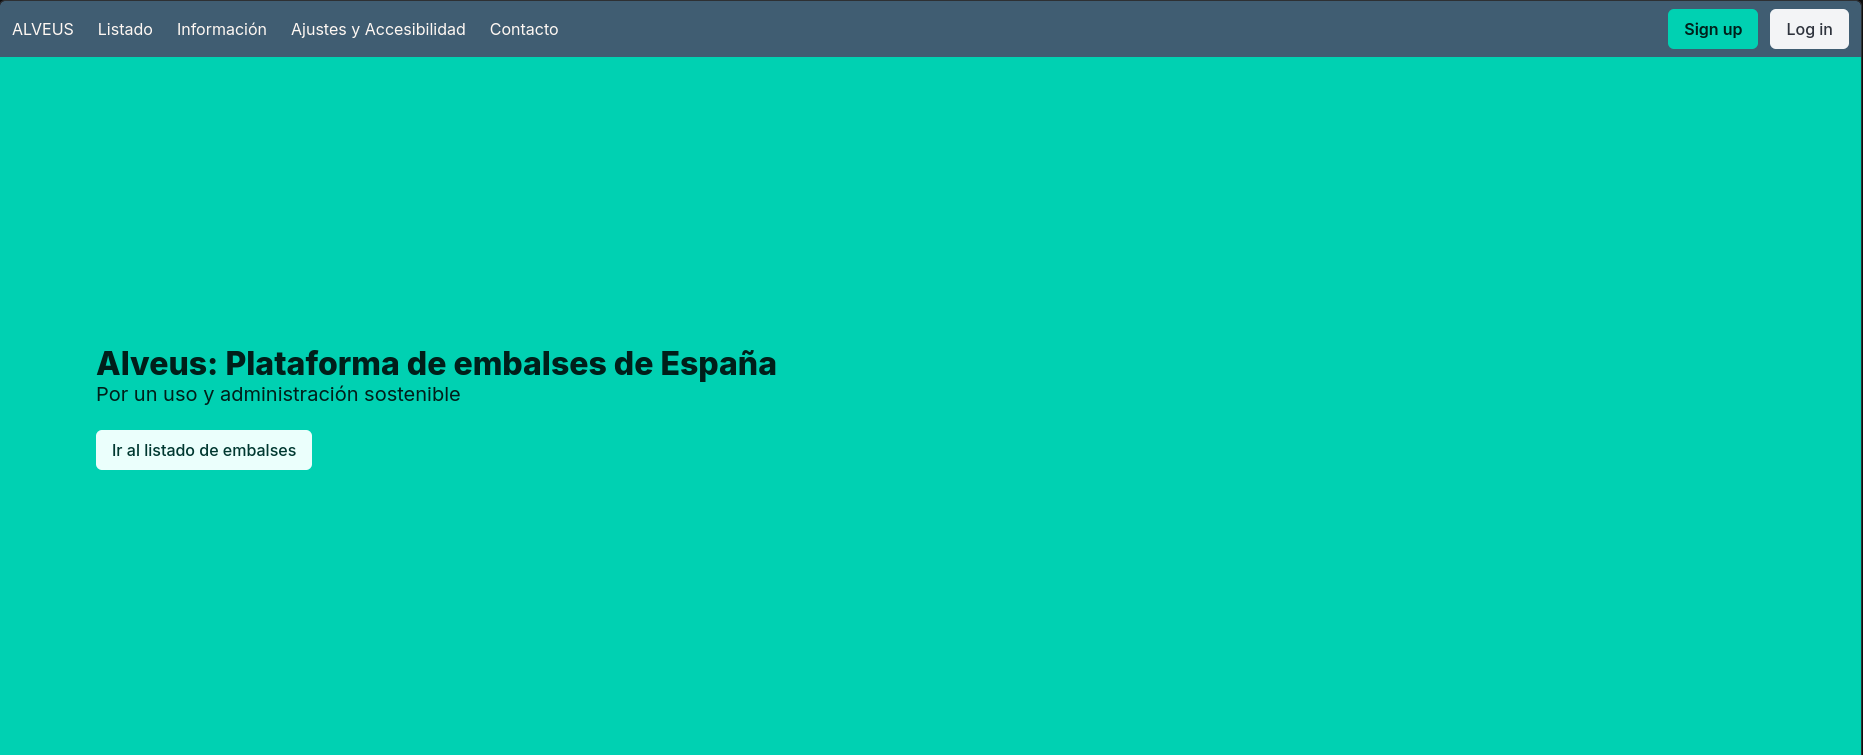 ALVEUS Listado Información Ajustes y Accesibilidad Contacto Sign up Log in
Alveus: Plataforma de embalses de España
Por un uso y administración sostenible
Ir al listado de embalses